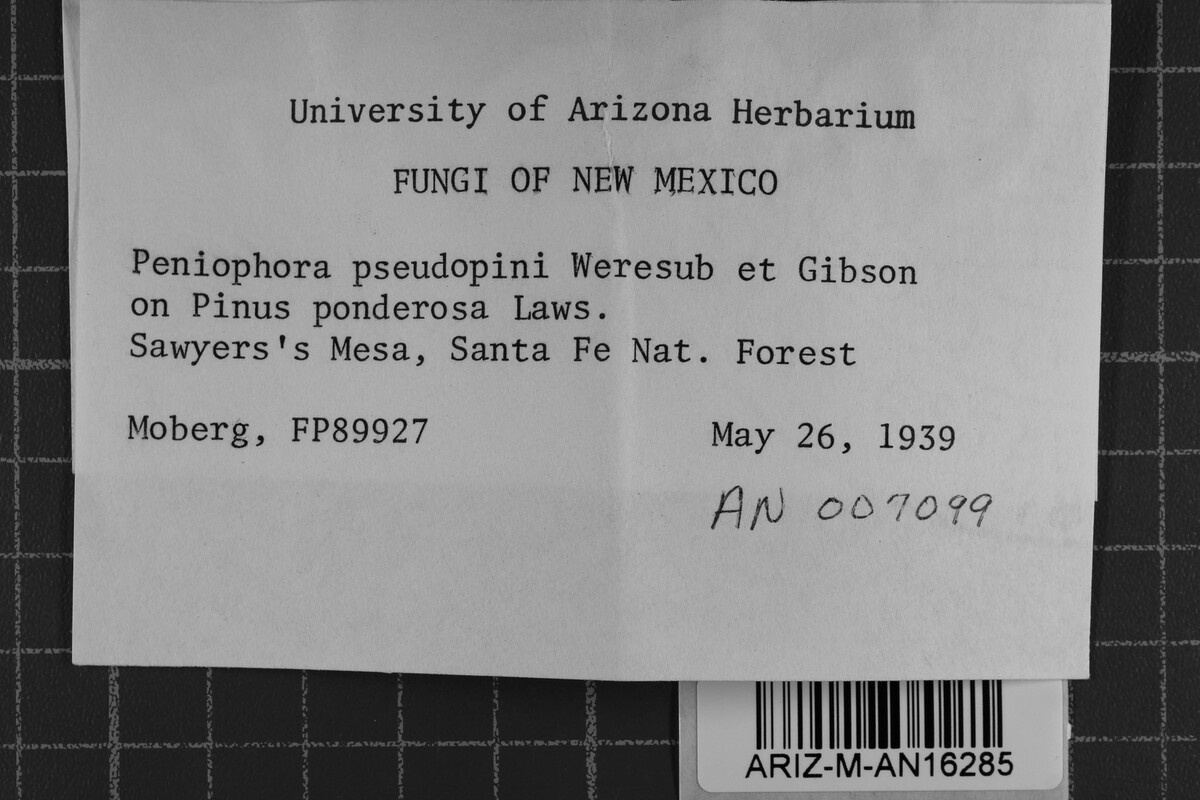 University of Arizona Herbarium
FUNGI OF NEW MEXICO
Peniophora pseudopini Weresub et Gibson
on Pinus ponderosa Laws.
Sawyers's Mesa, Santa Fe Nat. Forest
Moberg, FP89927 May 26, 1939
AN 007099
ARIZ-M-AN16285